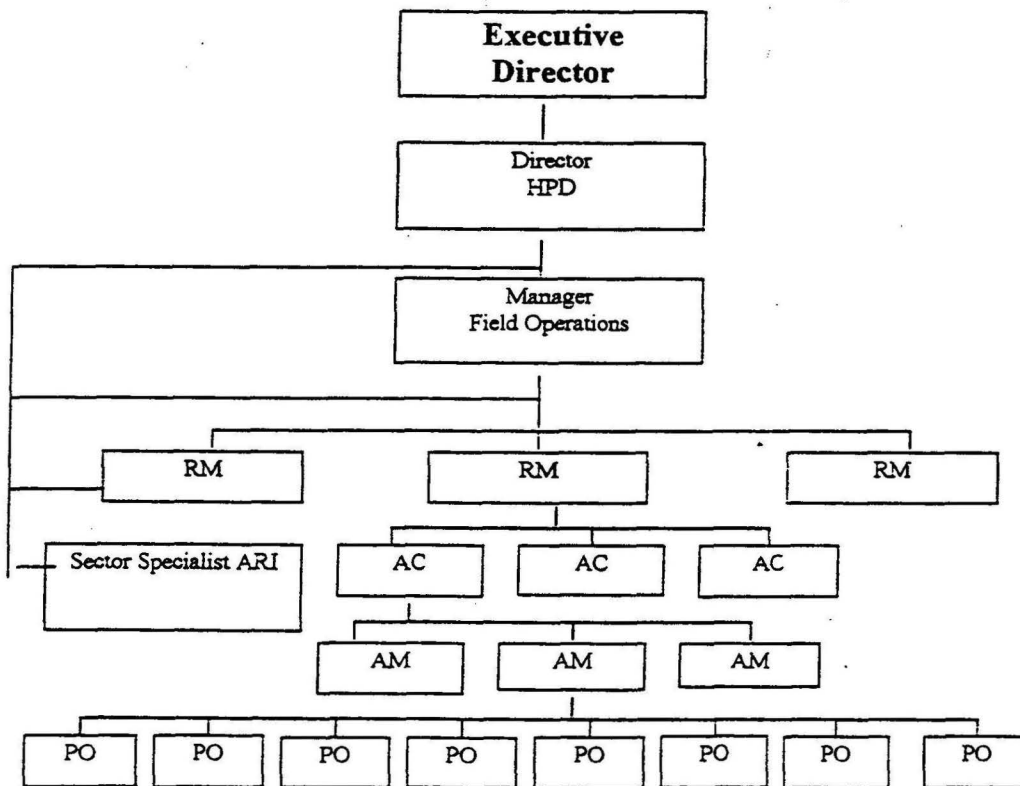 Executive
Director
Director
HPD
Manager
Field Operations
RM
RM
RM
Sector Specialist ARI
AC
AC
AC
AM
AM
AM
PO
PO
PO
PO
PO
PO
PO
PO